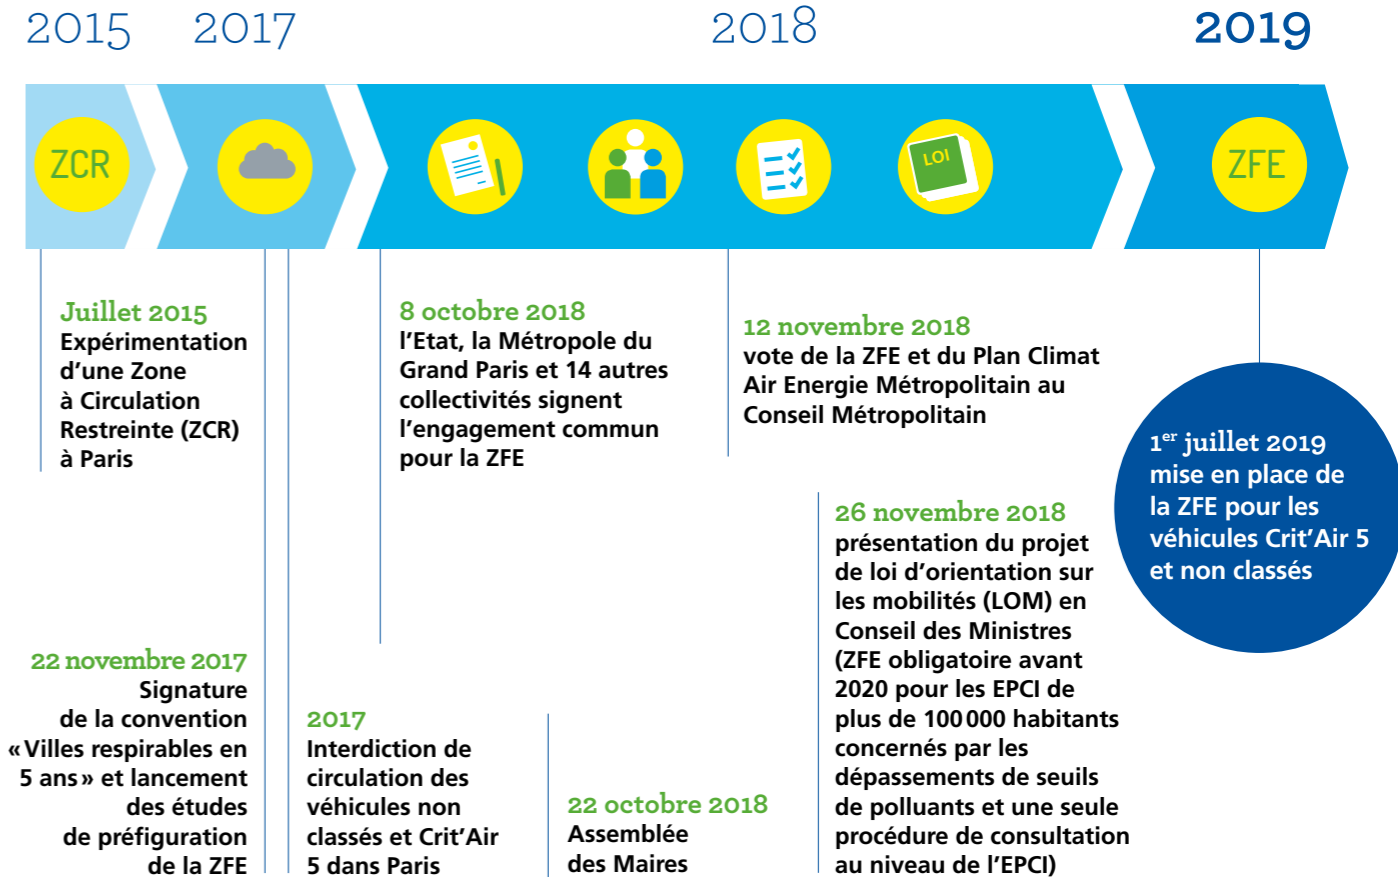 2015
2017
2018
2019
ZCR
LOI
ZFE
Juillet 2015
Expérimentation
d'une Zone
à Circulation
Restreinte (ZCR)
à Paris
22 novembre 2017
Signature
de la convention
« Villes respirables en
5 ans » et lancement
des études
de préfiguration
de la ZFE
2017
Interdiction de
circulation des
véhicules non
classés et Crit'Air
5 dans Paris
8 octobre 2018
l'Etat, la Métropole du
Grand Paris et 14 autres
collectivités signent
l'engagement commun
pour la ZFE
22 octobre 2018
Assemblée
des Maires
12 novembre 2018
vote de la ZFE et du Plan Climat
Air Energie Métropolitain au
Conseil Métropolitain
26 novembre 2018
présentation du projet
de loi d'orientation sur
les mobilités (LOM) en
Conseil des Ministres
(ZFE obligatoire avant
2020 pour les EPCI de
plus de 100 000 habitants
concernés par les
dépassements de seuils
de polluants et une seule
procédure de consultation
au niveau de l'EPCI)
1er juillet 2019
mise en place de
la ZFE pour les
véhicules Crit'Air 5
et non classés